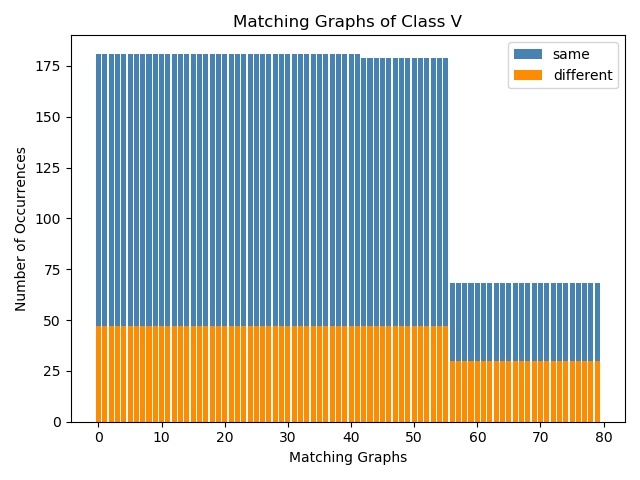 Matching Graphs of Class V
same
different
Number of Occurrences
175
150
125
100
75
50
25
0
0 10 20 30 40 50 60 70 80
Matching Graphs